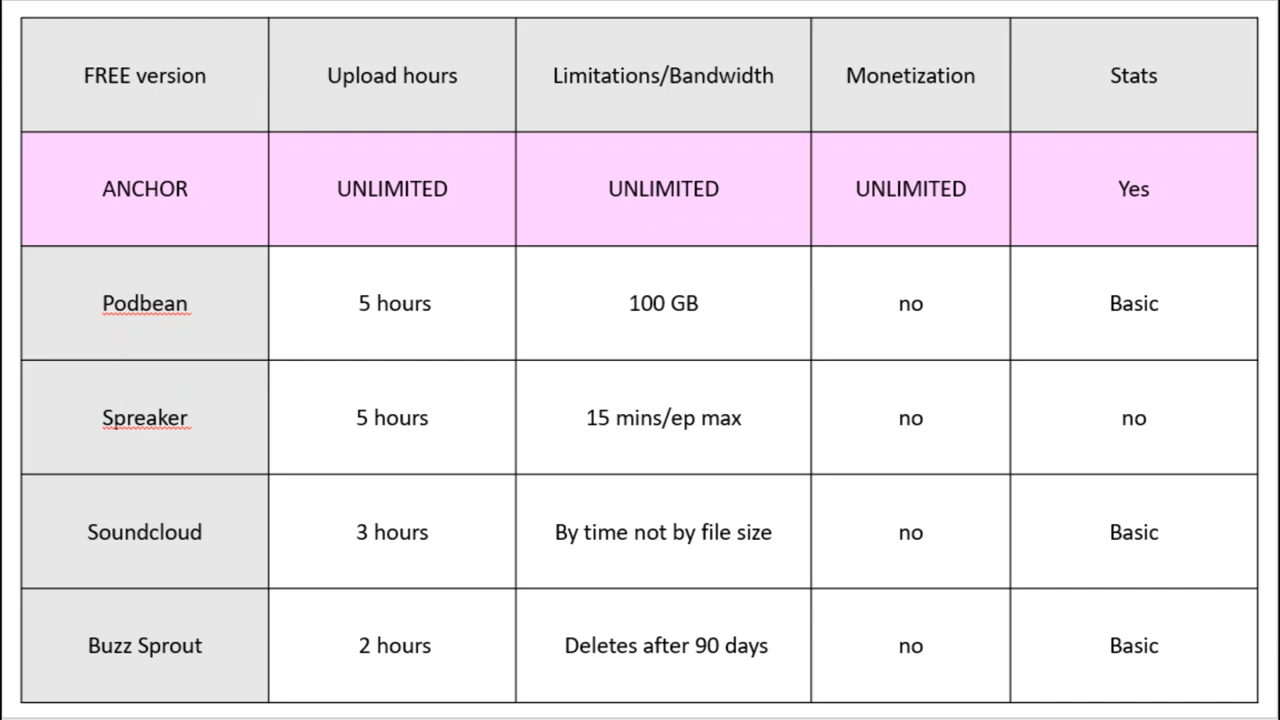 FREE version Upload hours Limitations/Bandwidth Monetization Stats
ANCHOR UNLIMITED UNLIMITED UNLIMITED Yes
Podbean 5 hours 100 GB no Basic
Spreaker 5 hours 15 mins/ep max no no
Soundcloud 3 hours By time not by file size no Basic
Buzz Sprout 2 hours Deletes after 90 days no Basic